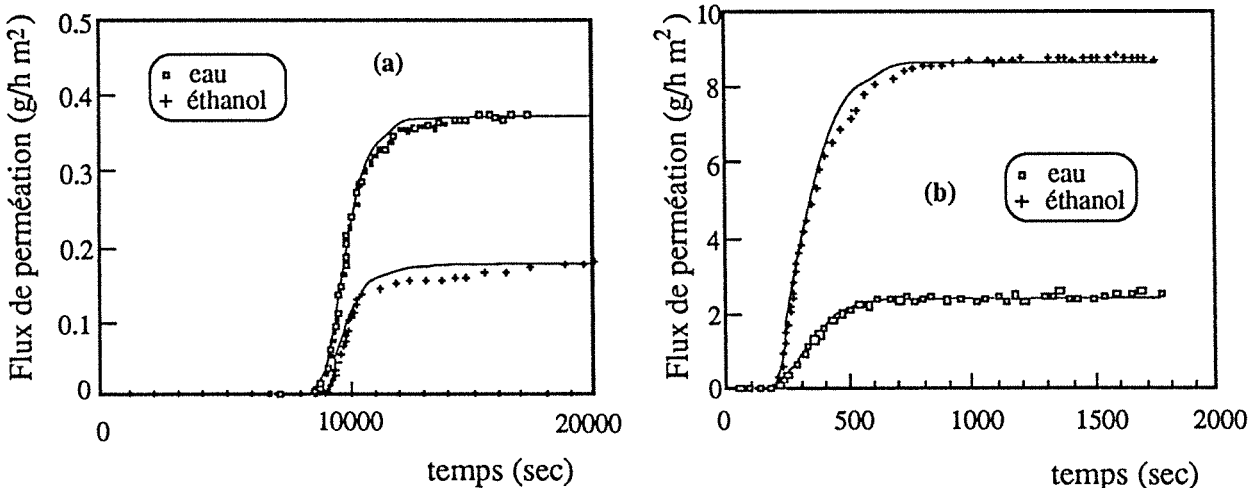 Flux de perméation (g/h m²)
0.5
0.4
0.3
0.2
0.1
0
(a)
eau
éthanol
0
10000
20000
temps (sec)
Flux de perméation (g/h m²)
10
8
6
4
2
0
(b)
eau
éthanol
0
500
1000
1500
2000
temps (sec)